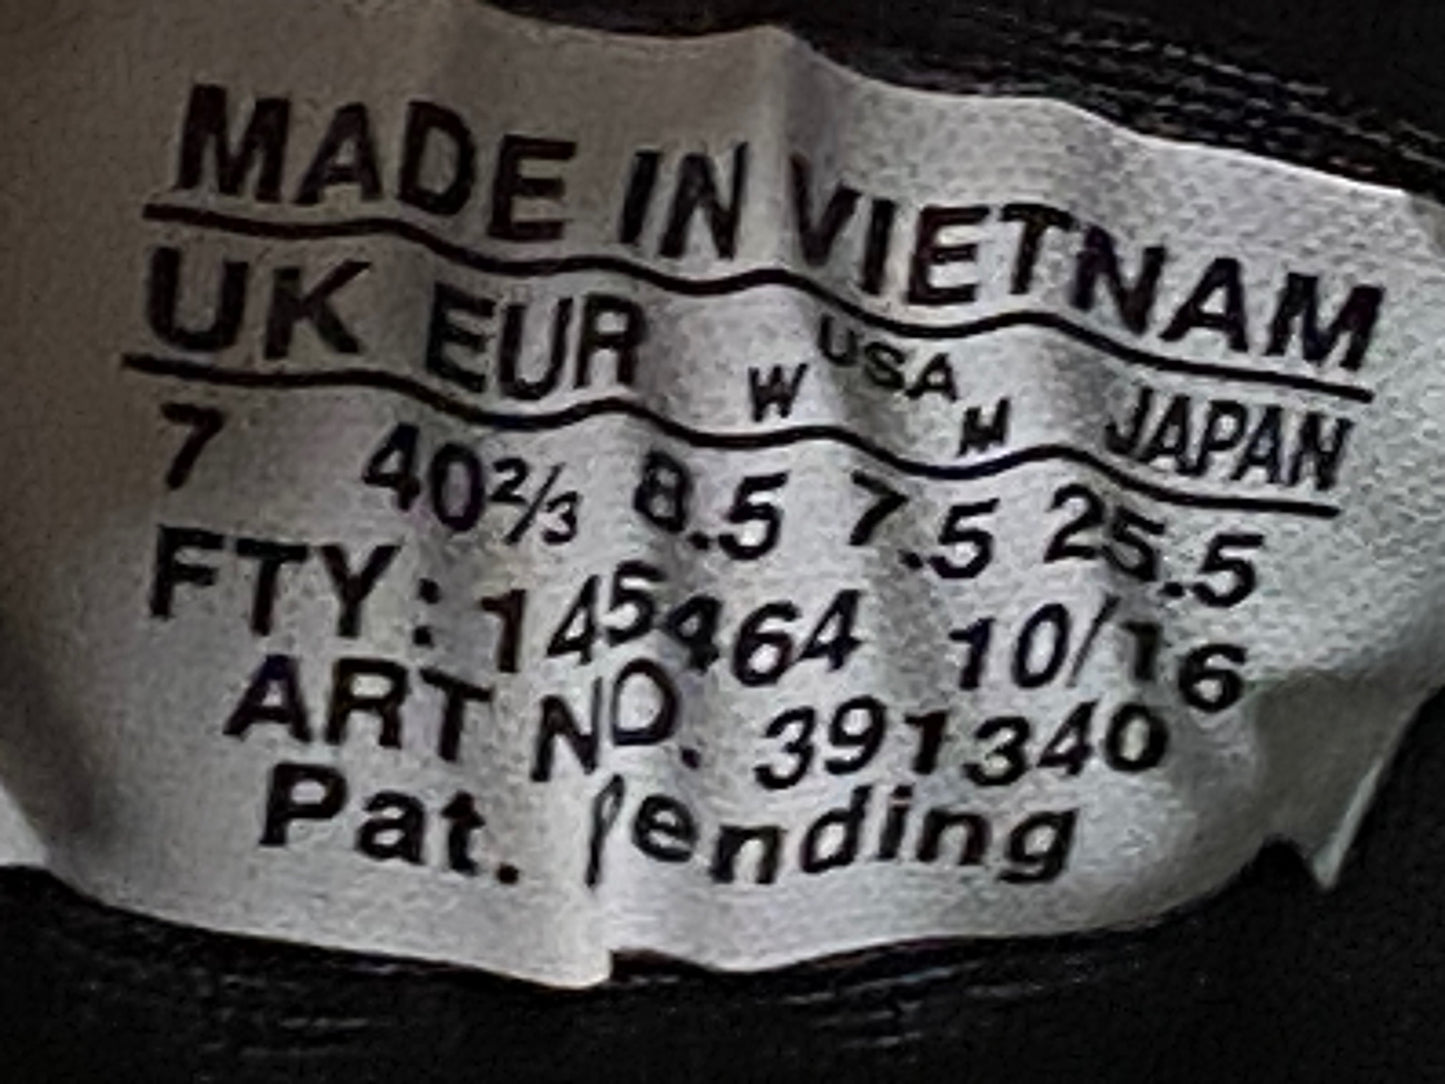 MADE IN VIETNAM
UK EUR W USA M JAPAN
7 40⅔ 8.5 7.5 25.5
FTY: 145464 10/16
ART NO. 391340
Pat. Pending